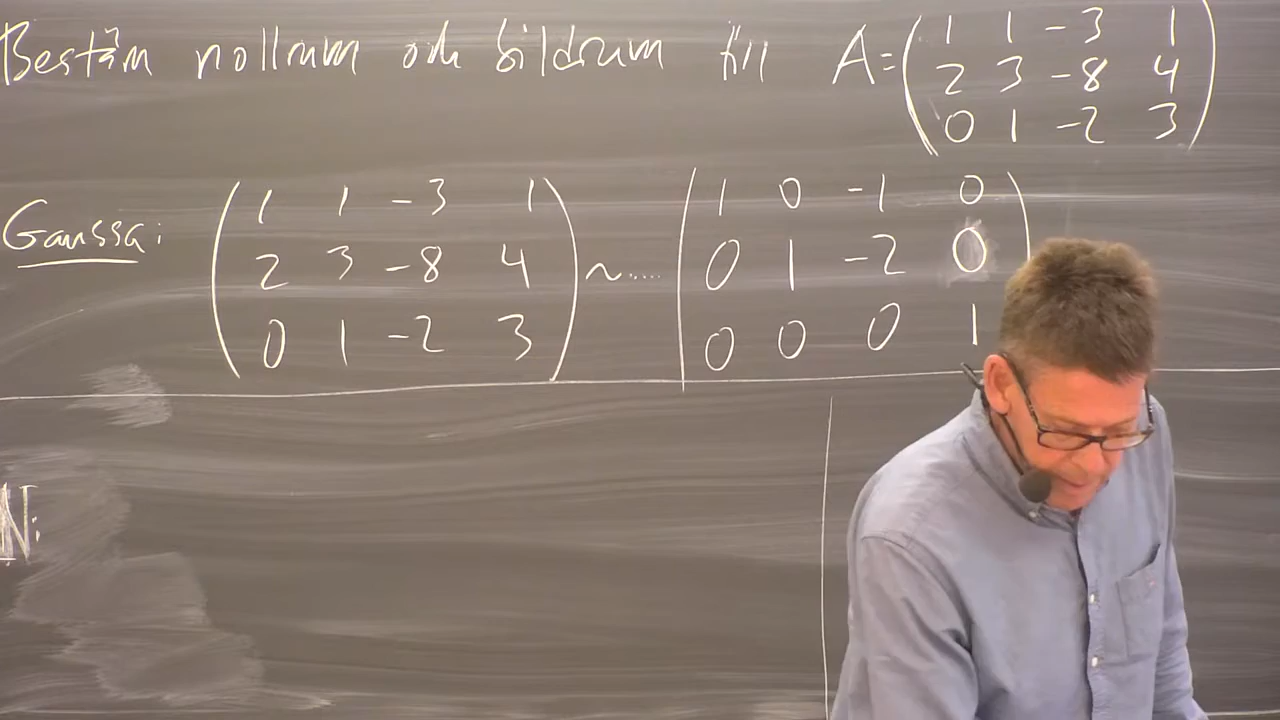 Bestäm nollrum och bildrum till A= ( 1 1 -3 1
2 3 -8 4
0 1 -2 3 )
Gaussa: ( 1 1 -3 1 ) ~.... ( 1 0 -1 0 )
2 3 -8 4 0 1 -2 0
0 1 -2 3 0 0 0 1
N: